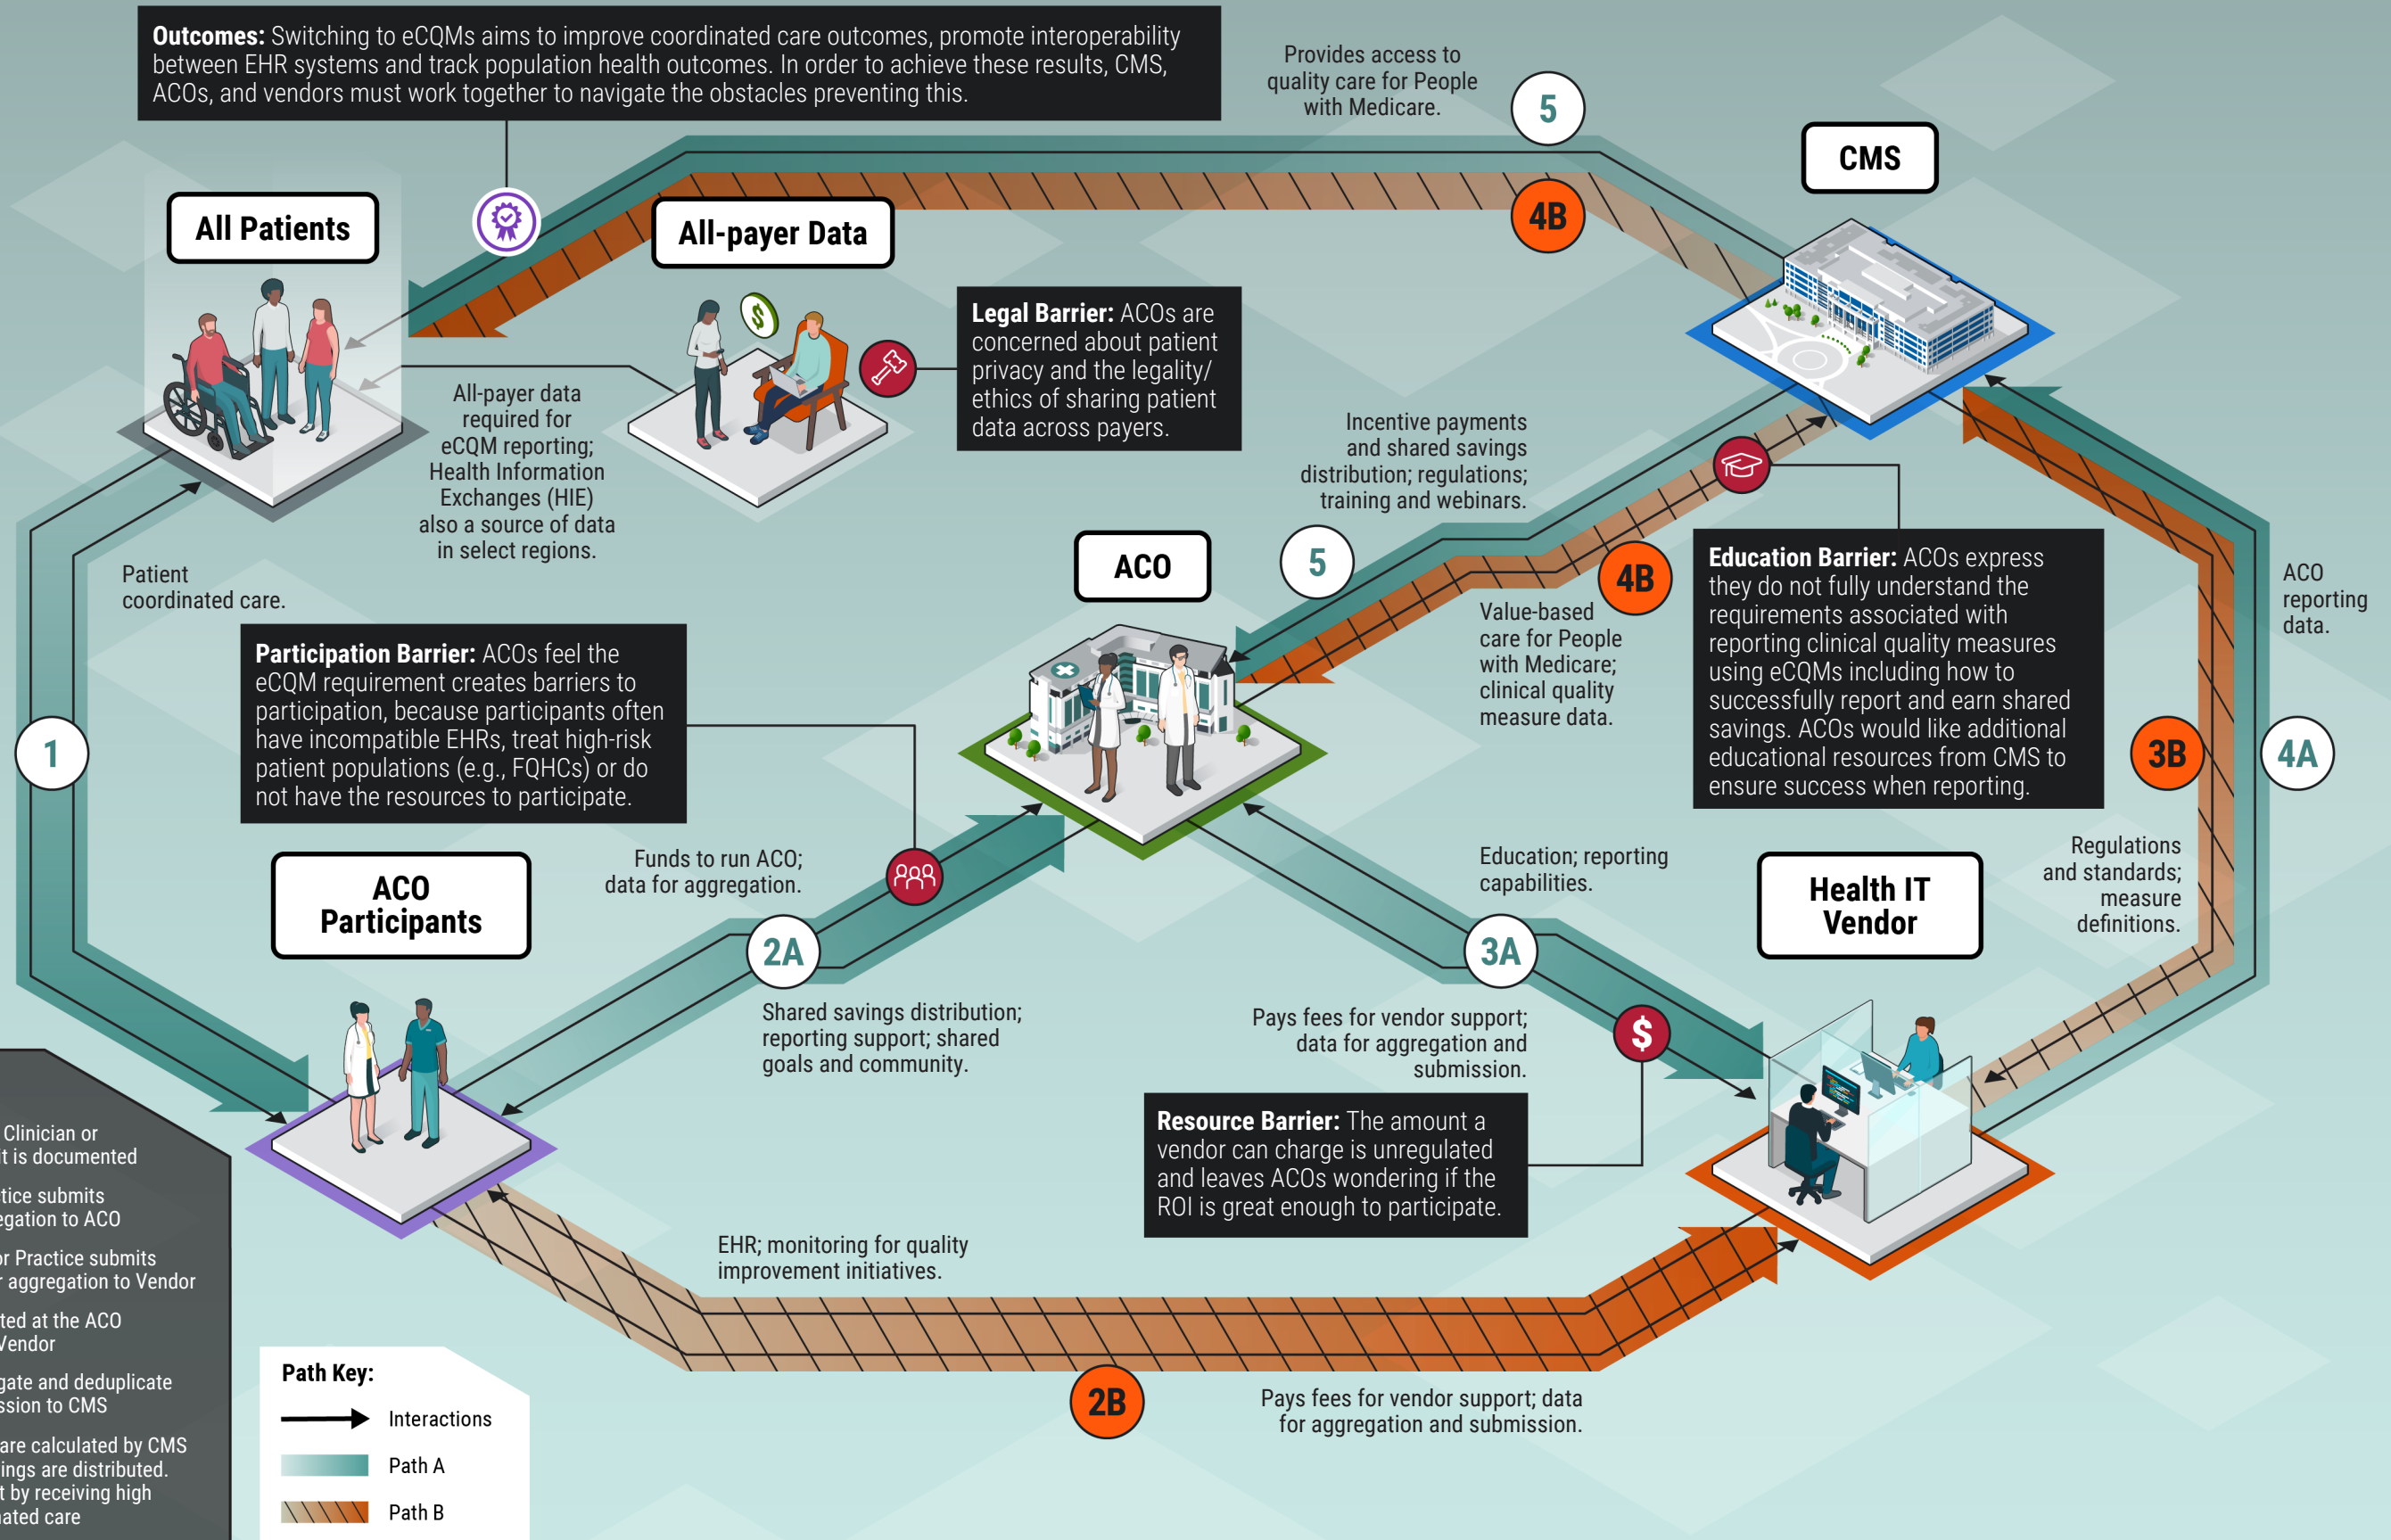 Outcomes: Switching to eCQMs aims to improve coordinated care outcomes, promote interoperability
between EHR systems and track population health outcomes. In order to achieve these results, CMS,
ACOs, and vendors must work together to navigate the obstacles preventing this.
Provides access to
quality care for People
with Medicare.
5
CMS
4B
All Patients
All-payer Data
$
Legal Barrier: ACOs are
concerned about patient
privacy and the legality/
ethics of sharing patient
data across payers.
All-payer data
required for
eCQM reporting;
Health Information
Exchanges (HIE)
also a source of data
in select regions.
Incentive payments
and shared savings
distribution; regulations;
training and webinars.
5
4B
ACO
Education Barrier: ACOs express
they do not fully understand the
requirements associated with
reporting clinical quality measures
using eCQMs including how to
successfully report and earn shared
savings. ACOs would like additional
educational resources from CMS to
ensure success when reporting.
ACO
reporting
data.
Patient
coordinated care.
Value-based
care for People
with Medicare;
clinical quality
measure data.
Participation Barrier: ACOs feel the
eCQM requirement creates barriers to
participation, because participants often
have incompatible EHRs, treat high-risk
patient populations (e.g., FQHCs) or do
not have the resources to participate.
1
3B
4A
ACO
Participants
Funds to run ACO;
data for aggregation.
Education; reporting
capabilities.
Health IT
Vendor
Regulations
and standards;
measure
definitions.
2A
3A
Shared savings distribution;
reporting support; shared
goals and community.
Pays fees for vendor support;
data for aggregation and
submission.
$
Resource Barrier: The amount a
vendor can charge is unregulated
and leaves ACOs wondering if the
ROI is great enough to participate.
EHR; monitoring for quality
improvement initiatives.
2B
Pays fees for vendor support; data
for aggregation and submission.
Clinician or
it is documented
submits
to ACO
or Practice submits
aggregation to Vendor
at the ACO
Vendor
and deduplicate
to CMS
are calculated by CMS
are distributed.
by receiving high
care
Path Key:
Interactions
Path A
Path B